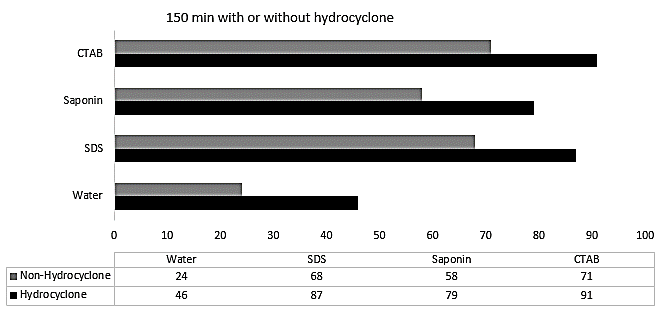 150 min with or without hydrocyclone
CTAB
Saponin
SDS
Water
0 10 20 30 40 50 60 70 80 90 100
Water SDS Saponin CTAB
Non-Hydrocyclone 24 68 58 71
Hydrocyclone 46 87 79 91